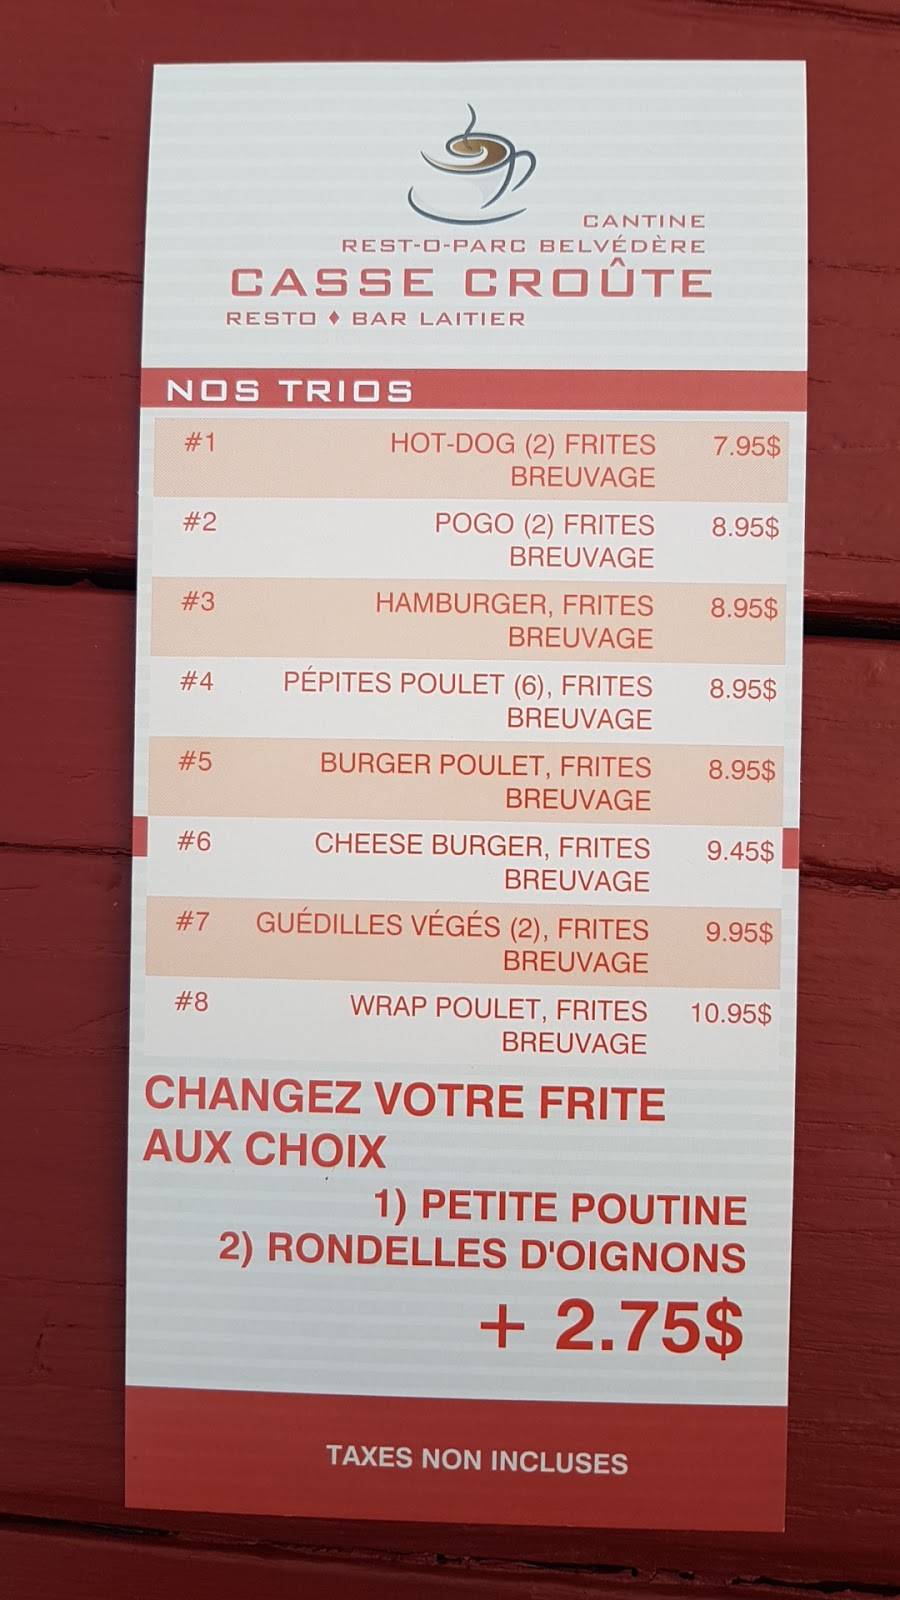 CANTINE
REST-O-PARC BELVÉDÈRE
CASSE CROÛTE
RESTO ♦ BAR LAITIER
NOS TRIOS
#1 HOT-DOG (2) FRITES 7.95$
BREUVAGE
#2 POGO (2) FRITES 8.95$
BREUVAGE
#3 HAMBURGER, FRITES 8.95$
BREUVAGE
#4 PÉPITES POULET (6), FRITES 8.95$
BREUVAGE
#5 BURGER POULET, FRITES 8.95$
BREUVAGE
#6 CHEESE BURGER, FRITES 9.45$
BREUVAGE
#7 GUÉDILLES VÉGÉS (2), FRITES 9.95$
BREUVAGE
#8 WRAP POULET, FRITES 10.95$
BREUVAGE
CHANGEZ VOTRE FRITE
AUX CHOIX
1) PETITE POUTINE
2) RONDELLES D'OIGNONS
+ 2.75$
TAXES NON INCLUSES